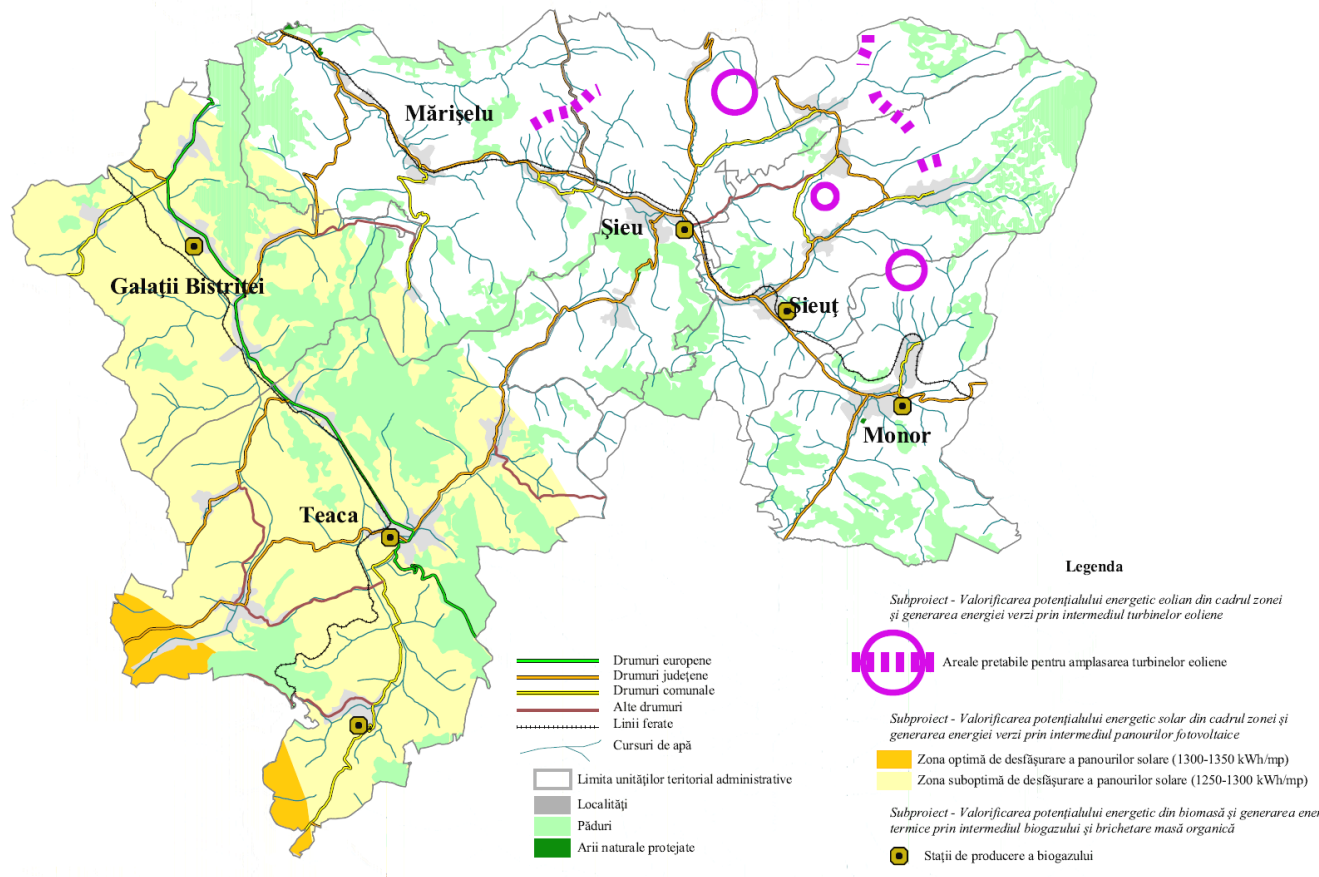 Mărişelu
Şieu
Galaţii Bistriţei
Şieuţ
Monor
Teaca
Legenda
Subproiect - Valorificarea potenţialului energetic eolian din cadrul zonei
şi generarea energiei verzi prin intermediul turbinelor eoliene
Areale pretabile pentru amplasarea turbinelor eoliene
Subproiect - Valorificarea potenţialului energetic solar din cadrul zonei şi
generarea energiei verzi prin intermediul panourilor fotovoltaice
Zona optimă de desfăşurare a panourilor solare (1300-1350 kWh/mp)
Zona suboptimă de desfăşurare a panourilor solare (1250-1300 kWh/mp)
Subproiect - Valorificarea potenţialului energetic din biomasă şi generarea ener
termice prin intermediul biogazului şi brichetare masă organică
Staţii de producere a biogazului
Drumuri europene
Drumuri judeţene
Drumuri comunale
Alte drumuri
Linii ferate
Cursuri de apă
Limita unităţilor teritorial administrative
Localităţi
Păduri
Arii naturale protejate